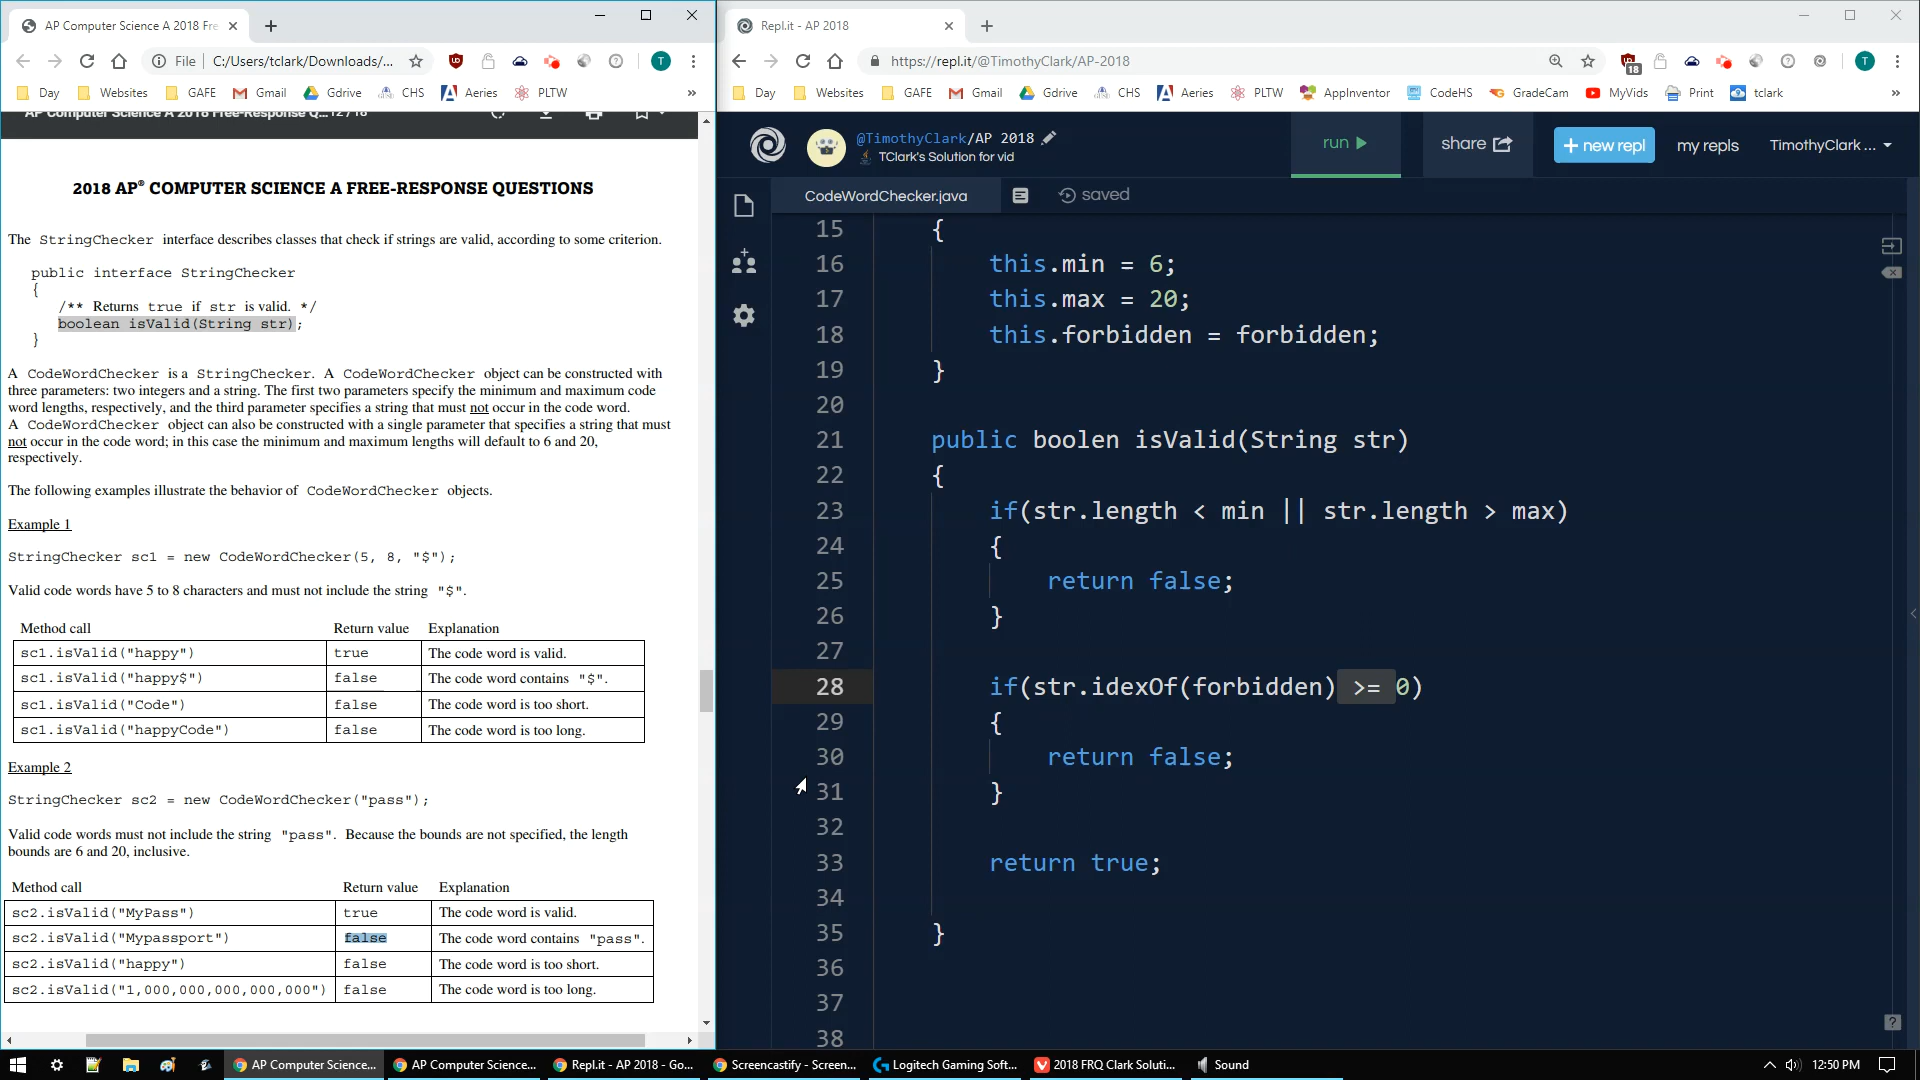 AP Computer Science A 2018 Fre
File C:/Users/tclark/Downloads/...
T
Day Websites GAFE Gmail Gdrive CHS Aeries PLTW »
AP Computer Science A 2018 Free-Response Q... 12 / 18
2018 AP® COMPUTER SCIENCE A FREE-RESPONSE QUESTIONS
The StringChecker interface describes classes that check if strings are valid, according to some criterion.
public interface StringChecker
{
/** Returns true if str is valid. */
boolean isValid(String str);
}
A CodeWordChecker is a StringChecker. A CodeWordChecker object can be constructed with
three parameters: two integers and a string. The first two parameters specify the minimum and maximum code
word lengths, respectively, and the third parameter specifies a string that must not occur in the code word.
A CodeWordChecker object can also be constructed with a single parameter that specifies a string that must
not occur in the code word; in this case the minimum and maximum lengths will default to 6 and 20,
respectively.
The following examples illustrate the behavior of CodeWordChecker objects.
Example 1
StringChecker sc1 = new CodeWordChecker(5, 8, "$");
Valid code words have 5 to 8 characters and must not include the string "$".
Method call Return value Explanation
sc1.isValid("happy") true The code word is valid.
sc1.isValid("happy$") false The code word contains "$".
sc1.isValid("Code") false The code word is too short.
sc1.isValid("happyCode") false The code word is too long.
Example 2
StringChecker sc2 = new CodeWordChecker("pass");
Valid code words must not include the string "pass". Because the bounds are not specified, the length
bounds are 6 and 20, inclusive.
Method call Return value Explanation
sc2.isValid("MyPass") true The code word is valid.
sc2.isValid("Mypassport") false The code word contains "pass".
sc2.isValid("happy") false The code word is too short.
sc2.isValid("1,000,000,000,000,000") false The code word is too long.
Repl.it - AP 2018
https://repl.it/@TimothyClark/AP-2018
18
T
Day Websites GAFE Gmail Gdrive CHS Aeries PLTW AppInventor CodeHS GradeCam MyVids Print tclark »
@TimothyClark/AP 2018
TClark's Solution for vid
run
share
+ new repl
my repls
TimothyClark ...
CodeWordChecker.java
saved
15 {
16 this.min = 6;
17 this.max = 20;
18 this.forbidden = forbidden;
19 }
20
21 public boolen isValid(String str)
22 {
23 if(str.length < min || str.length > max)
24 {
25 return false;
26 }
27
28 if(str.idexOf(forbidden) >= 0)
29 {
30 return false;
31 }
32
33 return true;
34
35 }
36
37
38
?
AP Computer Science... AP Computer Science... Repl.it - AP 2018 - Go... Screencastify - Screen... Logitech Gaming Soft... 2018 FRQ Clark Soluti... Sound 12:50 PM